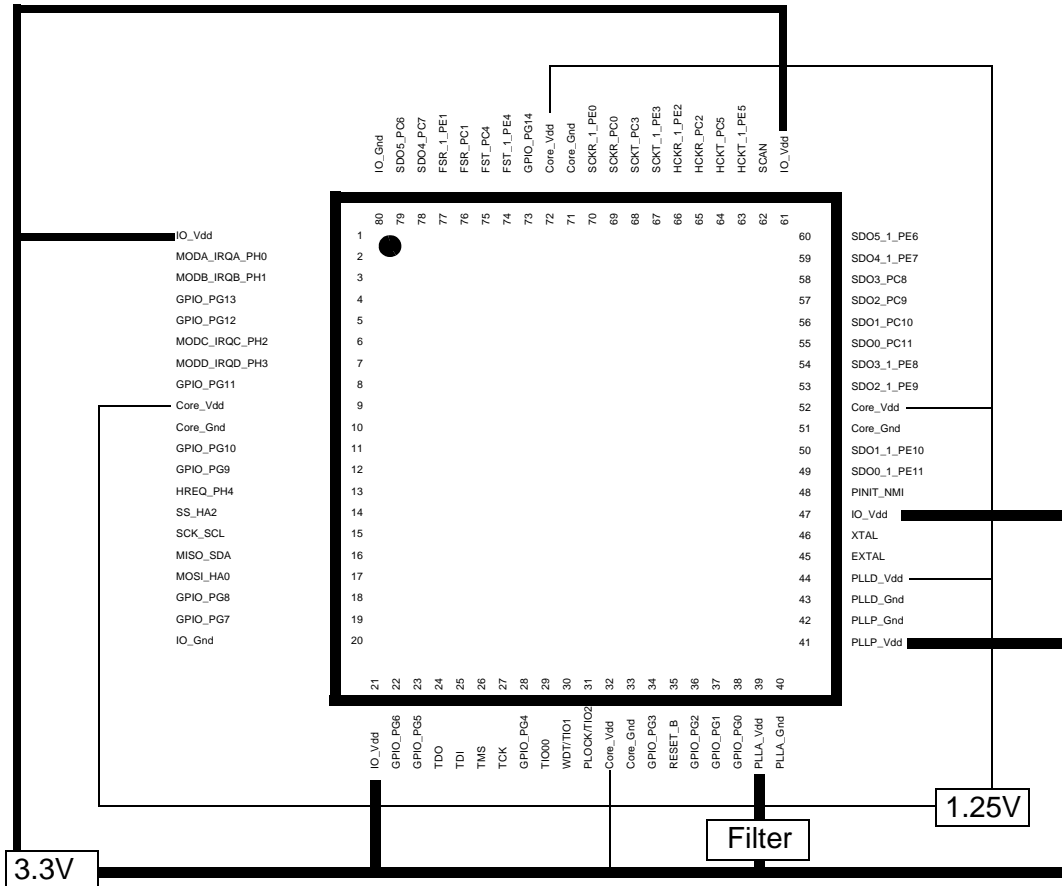 IO_Gnd
SDO5_PC6
SDO4_PC7
FSR_1_PE1
FSR_PC1
FST_PC4
FST_1_PE4
GPIO_PG14
Core_Vdd
Core_Gnd
SCKR_1_PE0
SCKR_PC0
SCKT_PC3
SCKT_1_PE3
HCKR_1_PE2
HCKR_PC2
HCKT_PC5
HCKT_1_PE5
SCAN
IO_Vdd
80 79 78 77 76 75 74 73 72 71 70 69 68 67 66 65 64 63 62 61
IO_Vdd 1
MODA_IRQA_PH0 2
MODB_IRQB_PH1 3
GPIO_PG13 4
GPIO_PG12 5
MODC_IRQC_PH2 6
MODD_IRQD_PH3 7
GPIO_PG11 8
Core_Vdd 9
Core_Gnd 10
GPIO_PG10 11
GPIO_PG9 12
HREQ_PH4 13
SS_HA2 14
SCK_SCL 15
MISO_SDA 16
MOSI_HA0 17
GPIO_PG8 18
GPIO_PG7 19
IO_Gnd 20
60 SDO5_1_PE6
59 SDO4_1_PE7
58 SDO3_PC8
57 SDO2_PC9
56 SDO1_PC10
55 SDO0_PC11
54 SDO3_1_PE8
53 SDO2_1_PE9
52 Core_Vdd
51 Core_Gnd
50 SDO1_1_PE10
49 SDO0_1_PE11
48 PINIT_NMI
47 IO_Vdd
46 XTAL
45 EXTAL
44 PLLD_Vdd
43 PLLD_Gnd
42 PLLP_Gnd
41 PLLP_Vdd
21 22 23 24 25 26 27 28 29 30 31 32 33 34 35 36 37 38 39 40
IO_Vdd
GPIO_PG6
GPIO_PG5
TDO
TDI
TMS
TCK
GPIO_PG4
TIO00
WDT/TIO1
PLOCK/TIO2
Core_Vdd
Core_Gnd
GPIO_PG3
RESET_B
GPIO_PG2
GPIO_PG1
GPIO_PG0
PLLA_Vdd
PLLA_Gnd
1.25V
Filter
3.3V